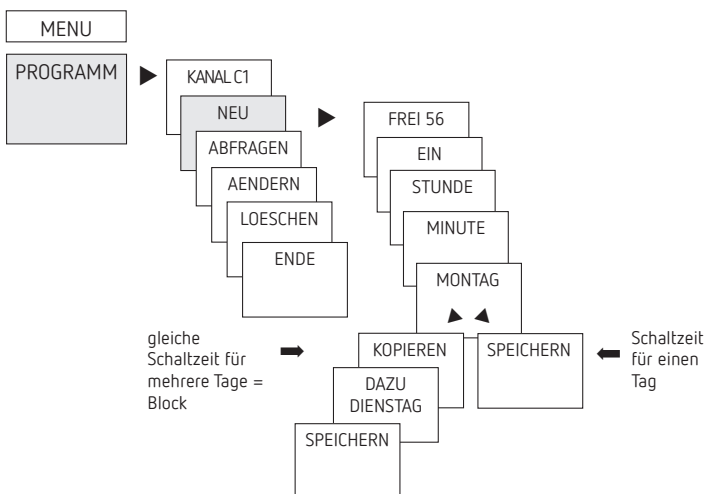 MENU
PROGRAMM
KANAL C1
NEU
ABFRAGEN
AENDERN
LOESCHEN
ENDE
FREI 56
EIN
STUNDE
MINUTE
MONTAG
gleiche
Schaltzeit für
mehrere Tage =
Block
KOPIEREN
DAZU
DIENSTAG
SPEICHERN
SPEICHERN
Schaltzeit
für einen
Tag